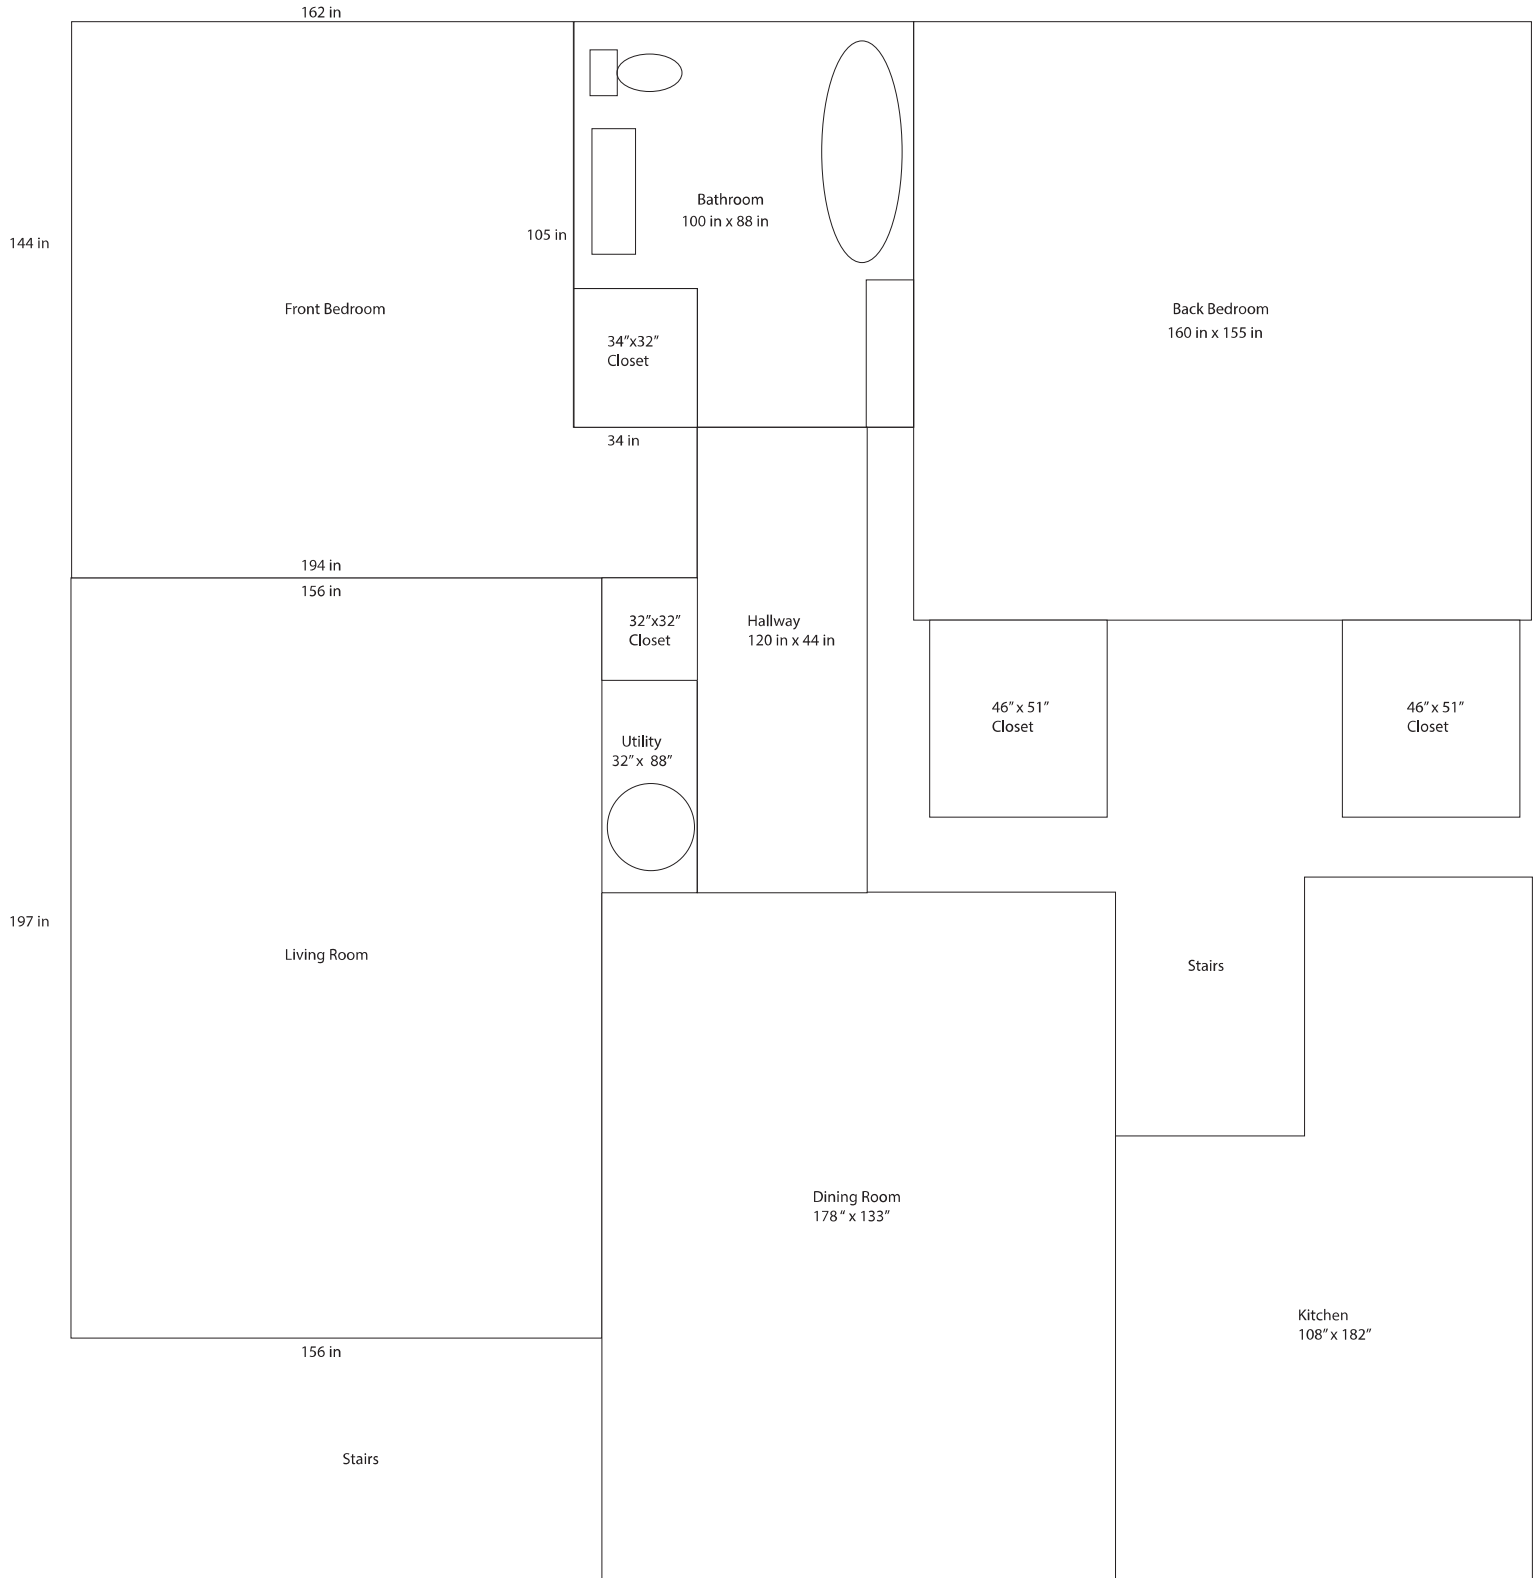 162 in
Bathroom
100 in x 88 in
105 in
144 in
Front Bedroom
Back Bedroom
160 in x 155 in
34”x32”
Closet
34 in
194 in
156 in
32”x32”
Closet
Hallway
120 in x 44 in
46” x 51”
Closet
46” x 51”
Closet
Utility
32” x 88”
197 in
Living Room
Stairs
Dining Room
178 “ x 133”
Kitchen
108” x 182”
156 in
Stairs